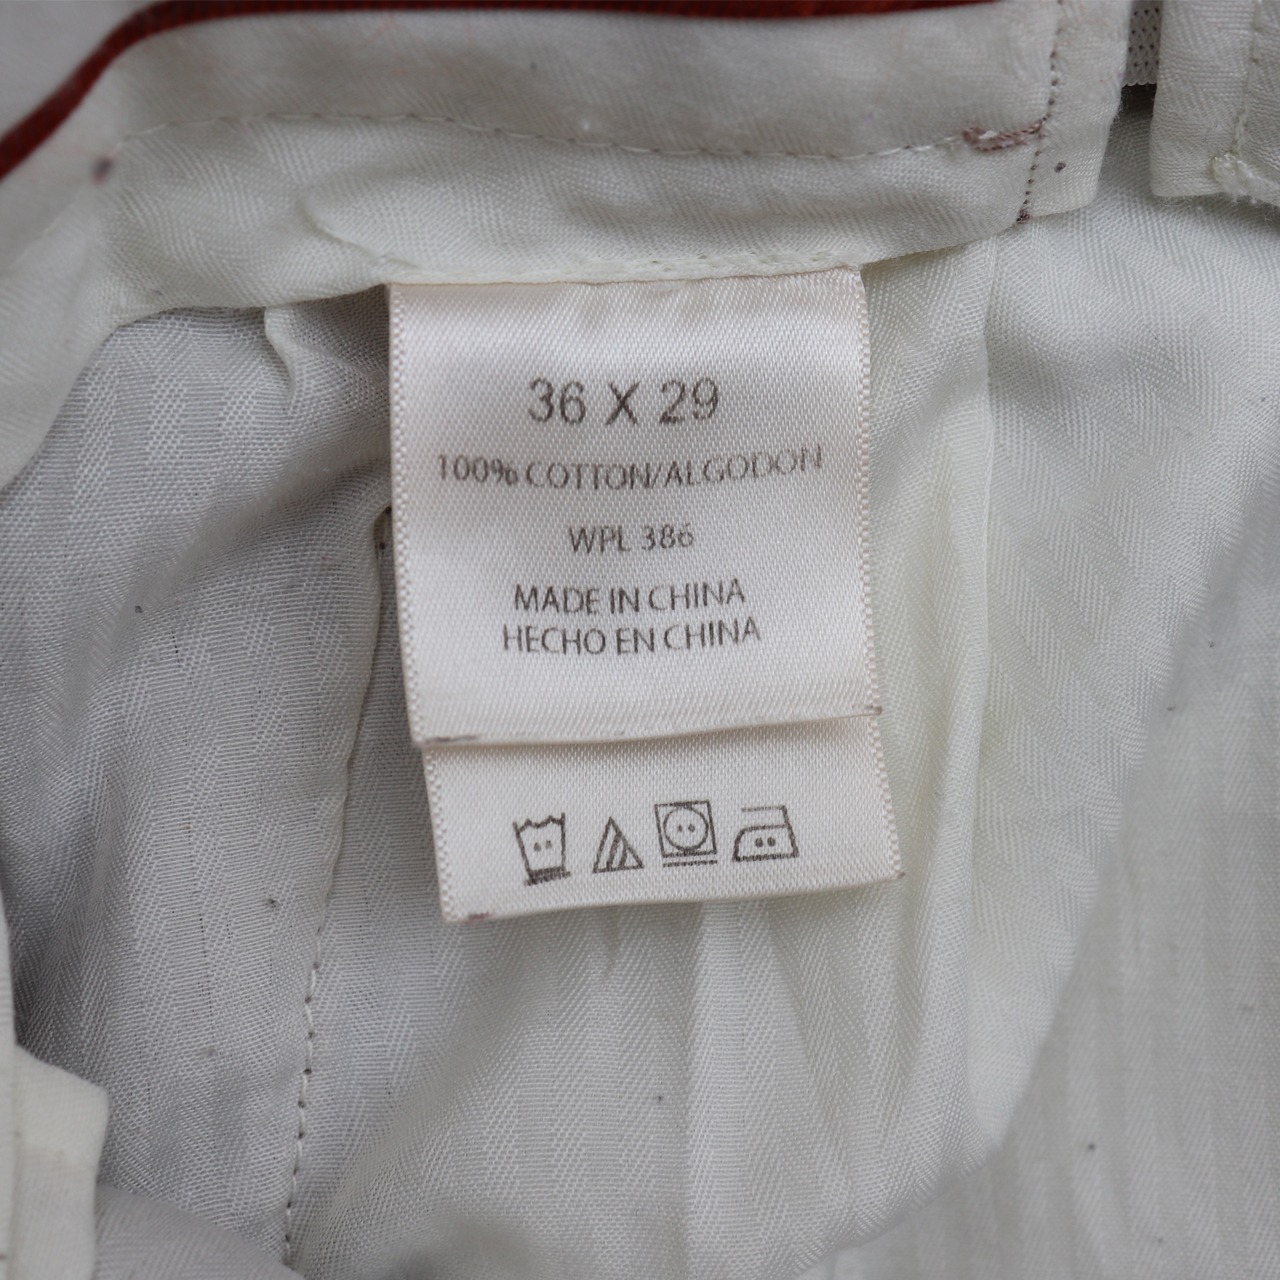 36 X 29
100% COTTON/ALGODON
WPL 386
MADE IN CHINA
HECHO EN CHINA